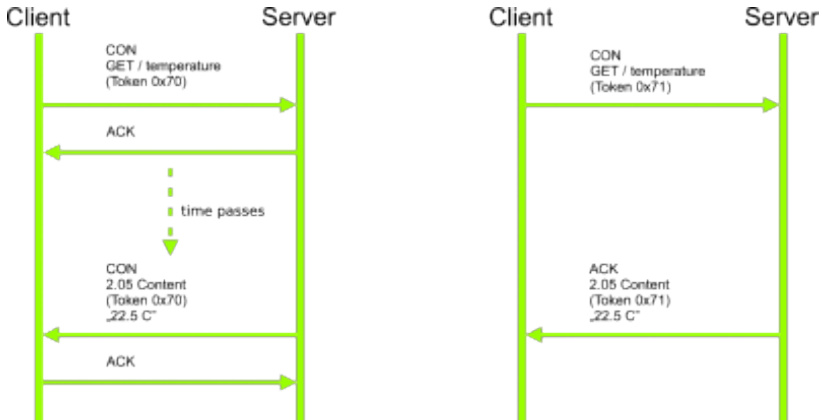 Client
Server
CON
GET / temperature
(Token 0x70)
ACK
time passes
CON
2.05 Content
(Token 0x70)
„22.5 C”
ACK
Client
Server
CON
GET / temperature
(Token 0x71)
ACK
2.05 Content
(Token 0x71)
„22.5 C”